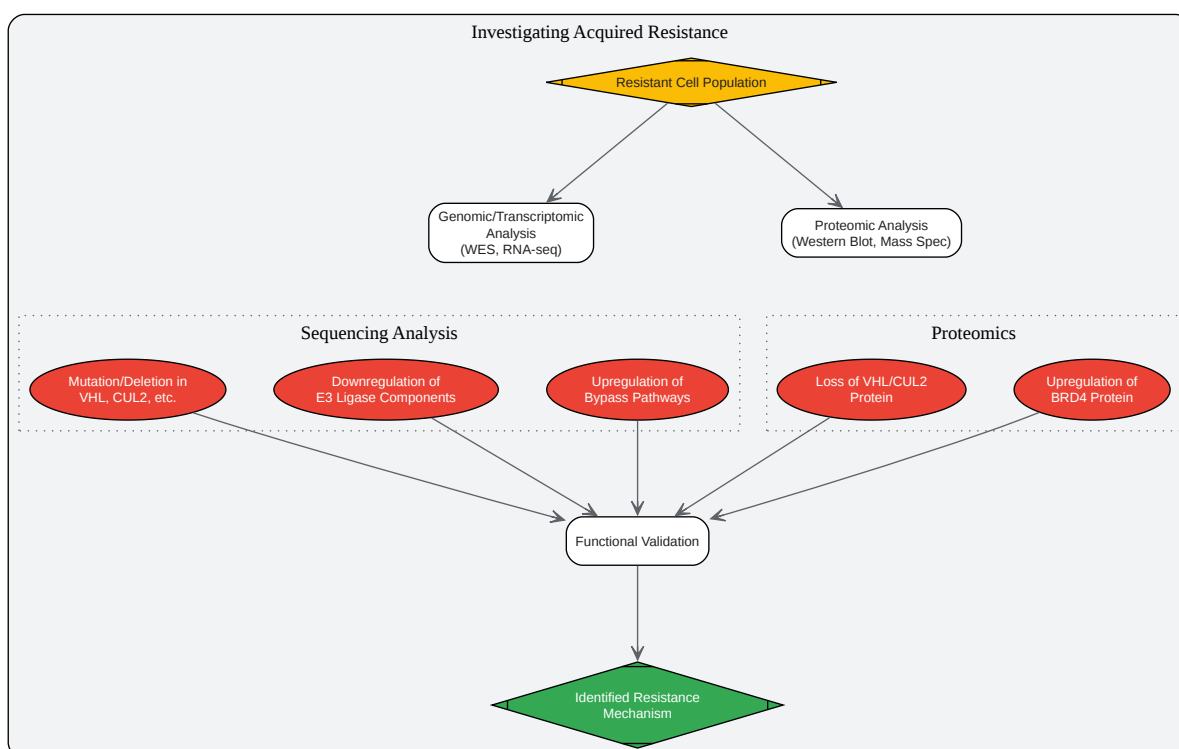 Investigating Acquired Resistance
Resistant Cell Population
Genomic/Transcriptomic
Analysis
(WES, RNA-seq)
Proteomic Analysis
(Western Blot, Mass Spec)
Sequencing Analysis
Proteomics
Mutation/Deletion in
VHL, CUL2, etc.
Downregulation of
E3 Ligase Components
Upregulation of
Bypass Pathways
Loss of VHL/CUL2
Protein
Upregulation of
BRD4 Protein
Functional Validation
Identified Resistance
Mechanism